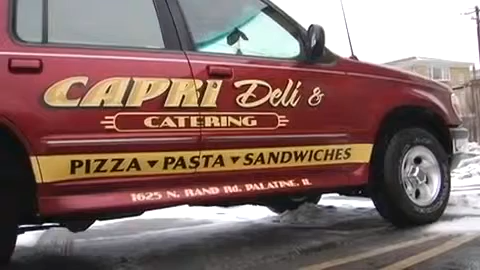 CAPRI Deli &
CATERING
PIZZA ▾ PASTA ▾ SANDWICHES
1625 N. RAND Rd. PALATINE, IL